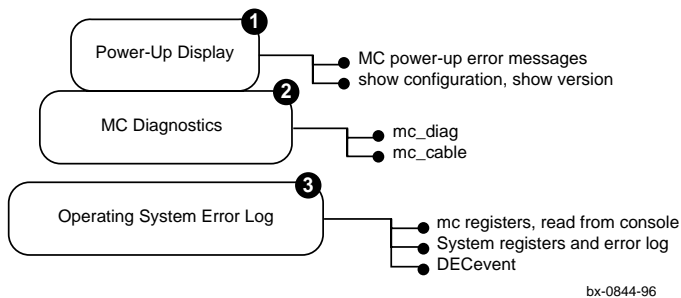 1
Power-Up Display
MC power-up error messages
show configuration, show version
2
MC Diagnostics
mc_diag
mc_cable
3
Operating System Error Log
mc registers, read from console
System registers and error log
DECevent
bx-0844-96